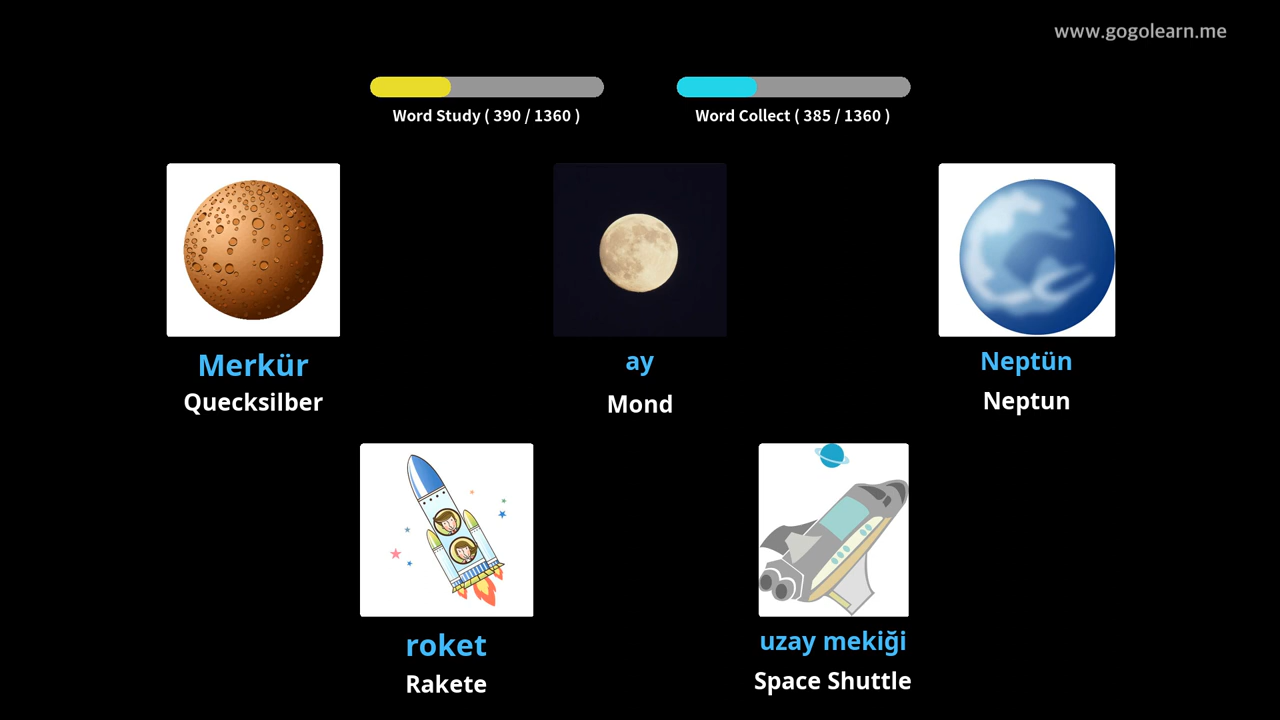 www.gogolearn.me
Word Study ( 390 / 1360 )
Word Collect ( 385 / 1360 )
Merkür
Quecksilber
ay
Mond
Neptün
Neptun
roket
Rakete
uzay mekiği
Space Shuttle